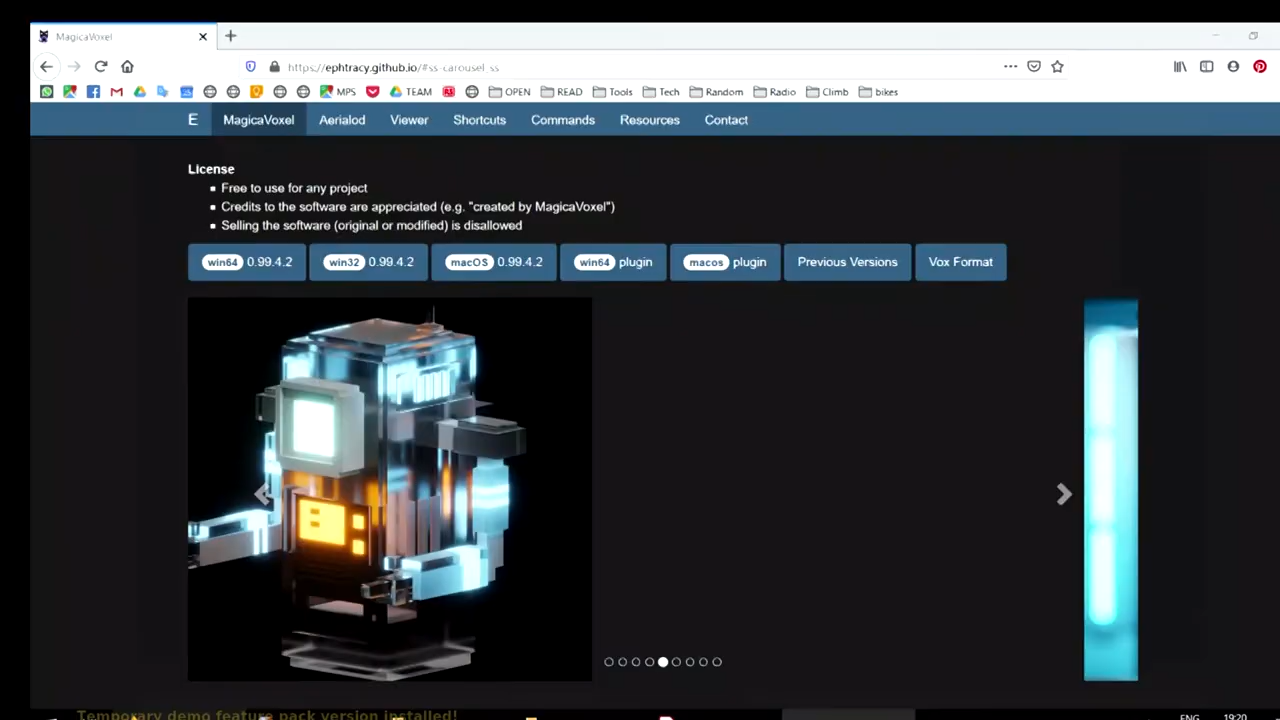 MagicaVoxel
https://ephtracy.github.io/#ss-carousel_ss
MPS TEAM OPEN READ Tools Tech Random Radio Climb bikes
E MagicaVoxel Aerialod Viewer Shortcuts Commands Resources Contact
License
Free to use for any project
Credits to the software are appreciated (e.g. "created by MagicaVoxel")
Selling the software (original or modified) is disallowed
win64 0.99.4.2 win32 0.99.4.2 macOS 0.99.4.2 win64 plugin macos plugin Previous Versions Vox Format
Temporary demo feature pack version installed!
ENG 19:20